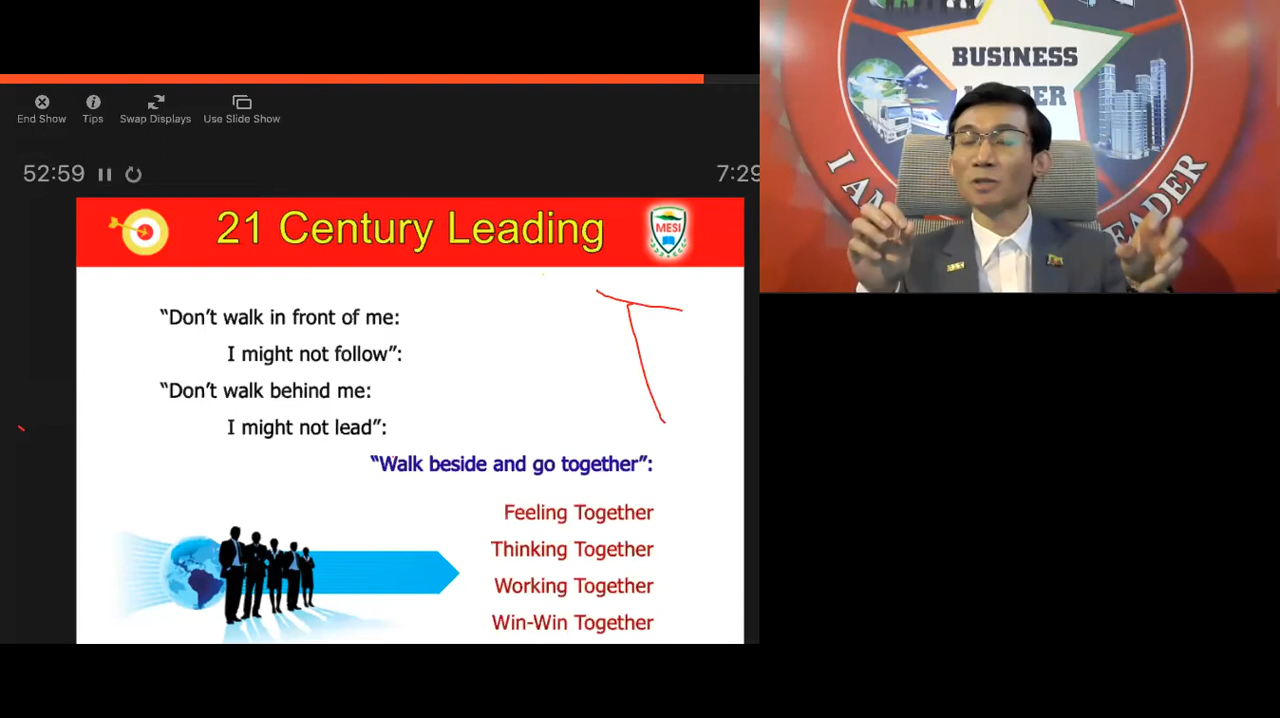 End Show
Tips
Swap Displays
Use Slide Show
52:59
7:29
21 Century Leading
MESI
“Don’t walk in front of me:
I might not follow”:
“Don’t walk behind me:
I might not lead”:
“Walk beside and go together”:
Feeling Together
Thinking Together
Working Together
Win-Win Together
BUSINESS
I AM